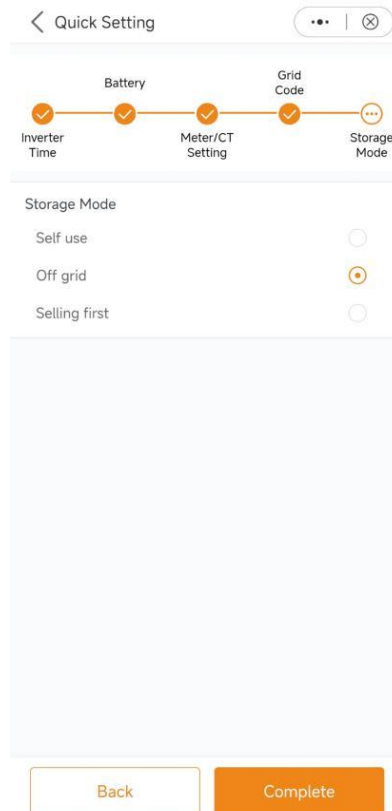 Quick Setting
Battery
Grid
Code
Inverter
Time
Meter/CT
Setting
Storage
Mode
Storage Mode
Self use
Off grid
Selling first
Back
Complete